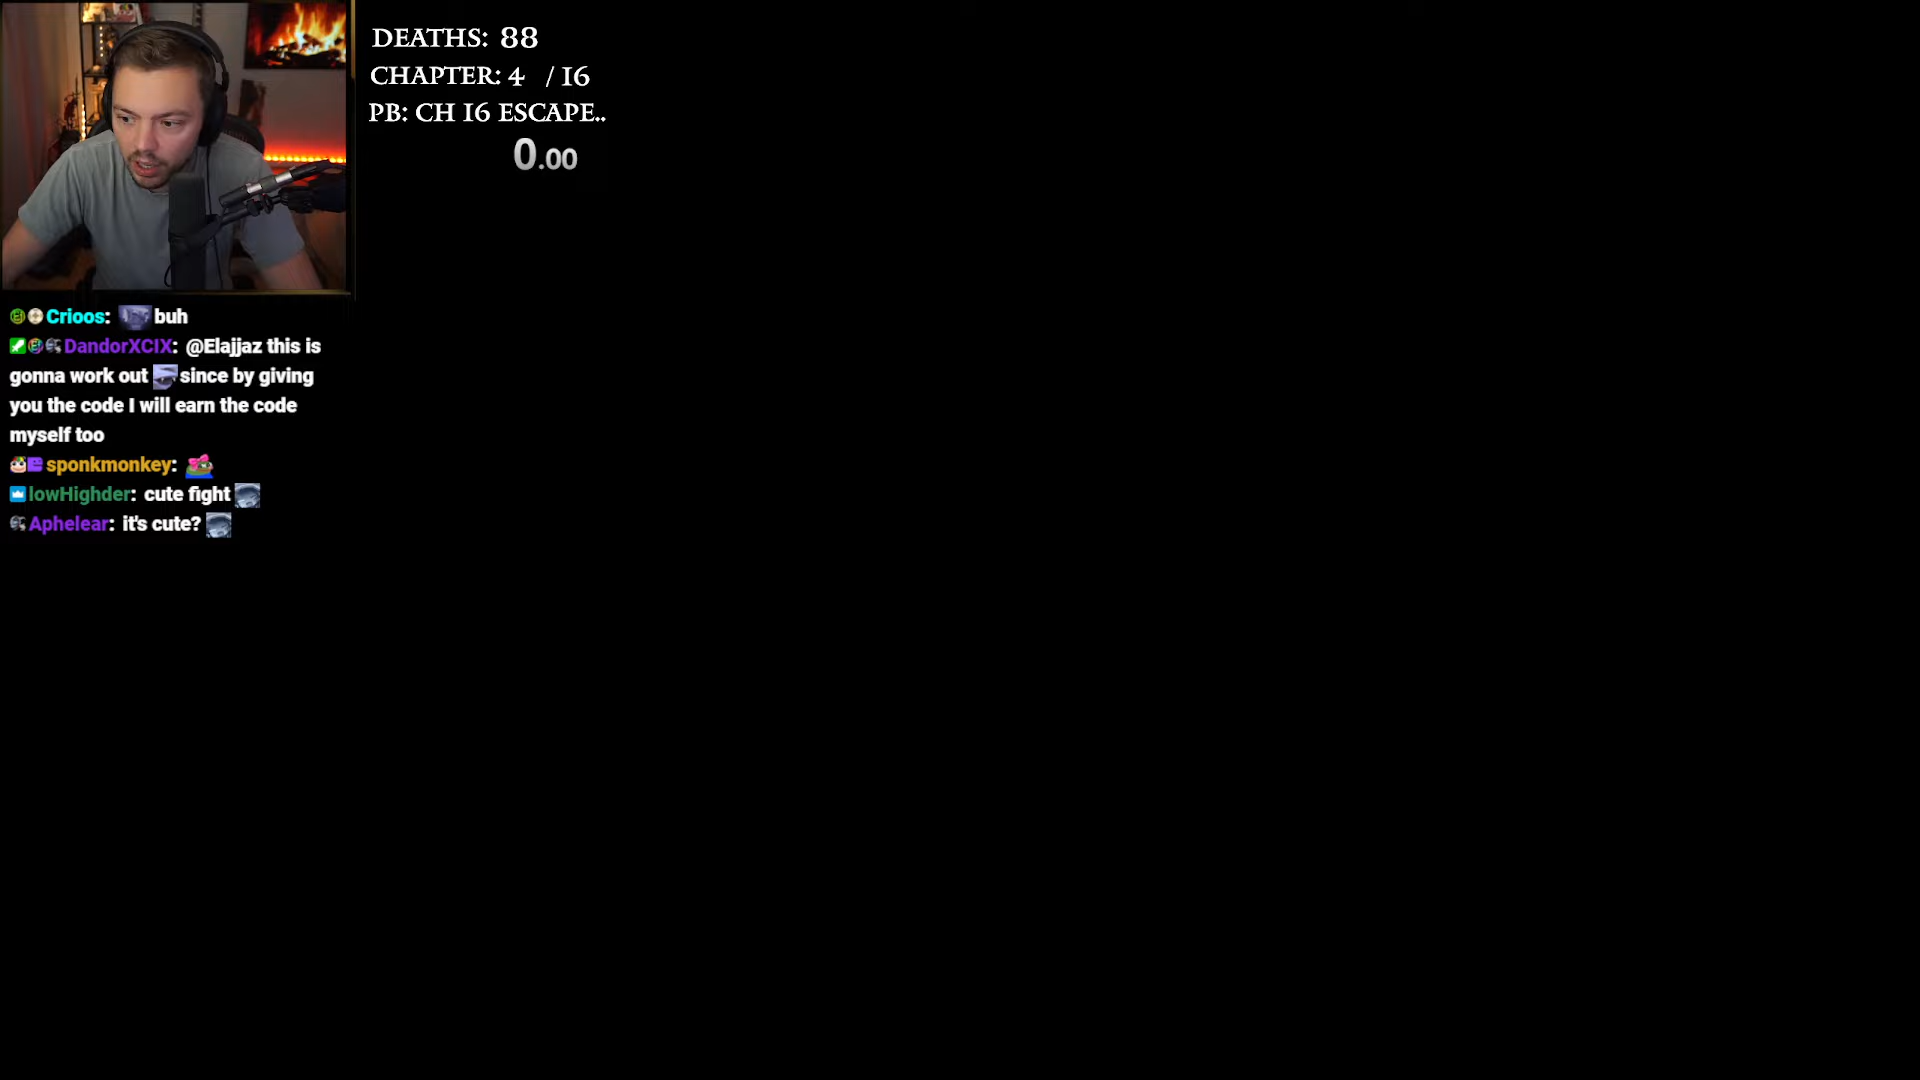 DEATHS: 88
CHAPTER: 4 / 16
PB: CH 16 ESCAPE..
0.00
Crioos: buh
DandorXCIX: @Elajjaz this is
gonna work out since by giving
you the code I will earn the code
myself too
sponkmonkey:
lowHighder: cute fight
Aphelear: it's cute?